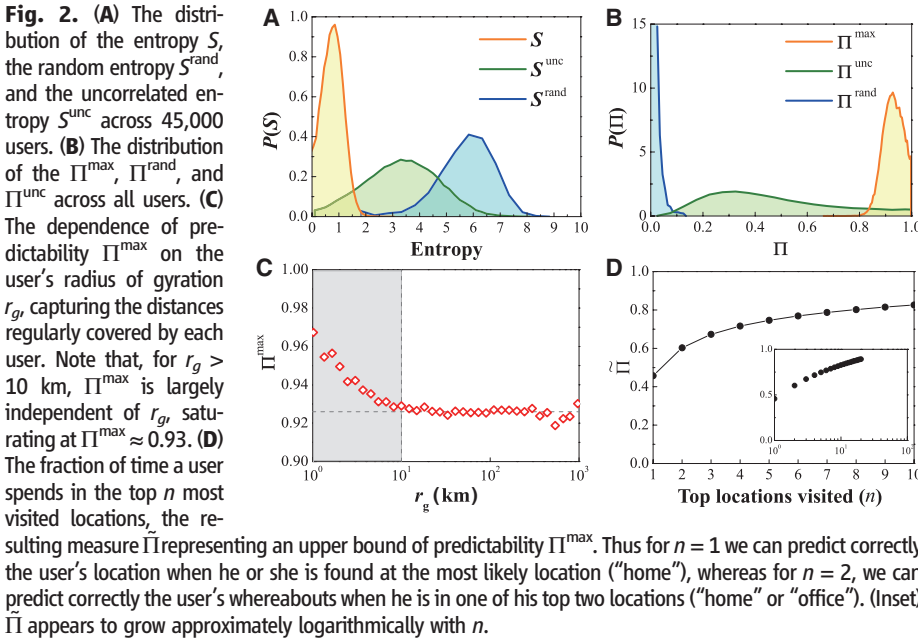 Fig. 2. (A) The distri-
bution of the entropy S,
the random entropy S^rand,
and the uncorrelated en-
tropy S^unc across 45,000
users. (B) The distribution
of the Π^max, Π^rand, and
Π^unc across all users. (C)
The dependence of pre-
dictability Π^max on the
user's radius of gyration
r_g, capturing the distances
regularly covered by each
user. Note that, for r_g >
10 km, Π^max is largely
independent of r_g, satu-
rating at Π^max ≈ 0.93. (D)
The fraction of time a user
spends in the top n most
visited locations, the re-
sulting measure Π̃ representing an upper bound of predictability Π^max. Thus for n = 1 we can predict correctly
the user's location when he or she is found at the most likely location ("home"), whereas for n = 2, we can
predict correctly the user's whereabouts when he is in one of his top two locations ("home" or "office"). (Inset)
Π̃ appears to grow approximately logarithmically with n.
A
P(S)
1.0
0.8
0.6
0.4
0.2
0.0
0 1 2 3 4 5 6 7 8 9
Entropy
S
S^unc
S^rand
B
P(Π)
15
10
5
0
0.0 0.2 0.4 0.6 0.8 1.0
Π
Π^max
Π^unc
Π^rand
C
Π^max
1.00
0.98
0.96
0.94
0.92
0.90
10^0 10^1 10^2 10^3
r_g (km)
D
Π̃
1.0
0.8
0.6
0.4
0.2
0.0
1 2 3 4 5 6 7 8 9 10
Top locations visited (n)
1.0
0.5
0.0
10^0 10^1 10^2